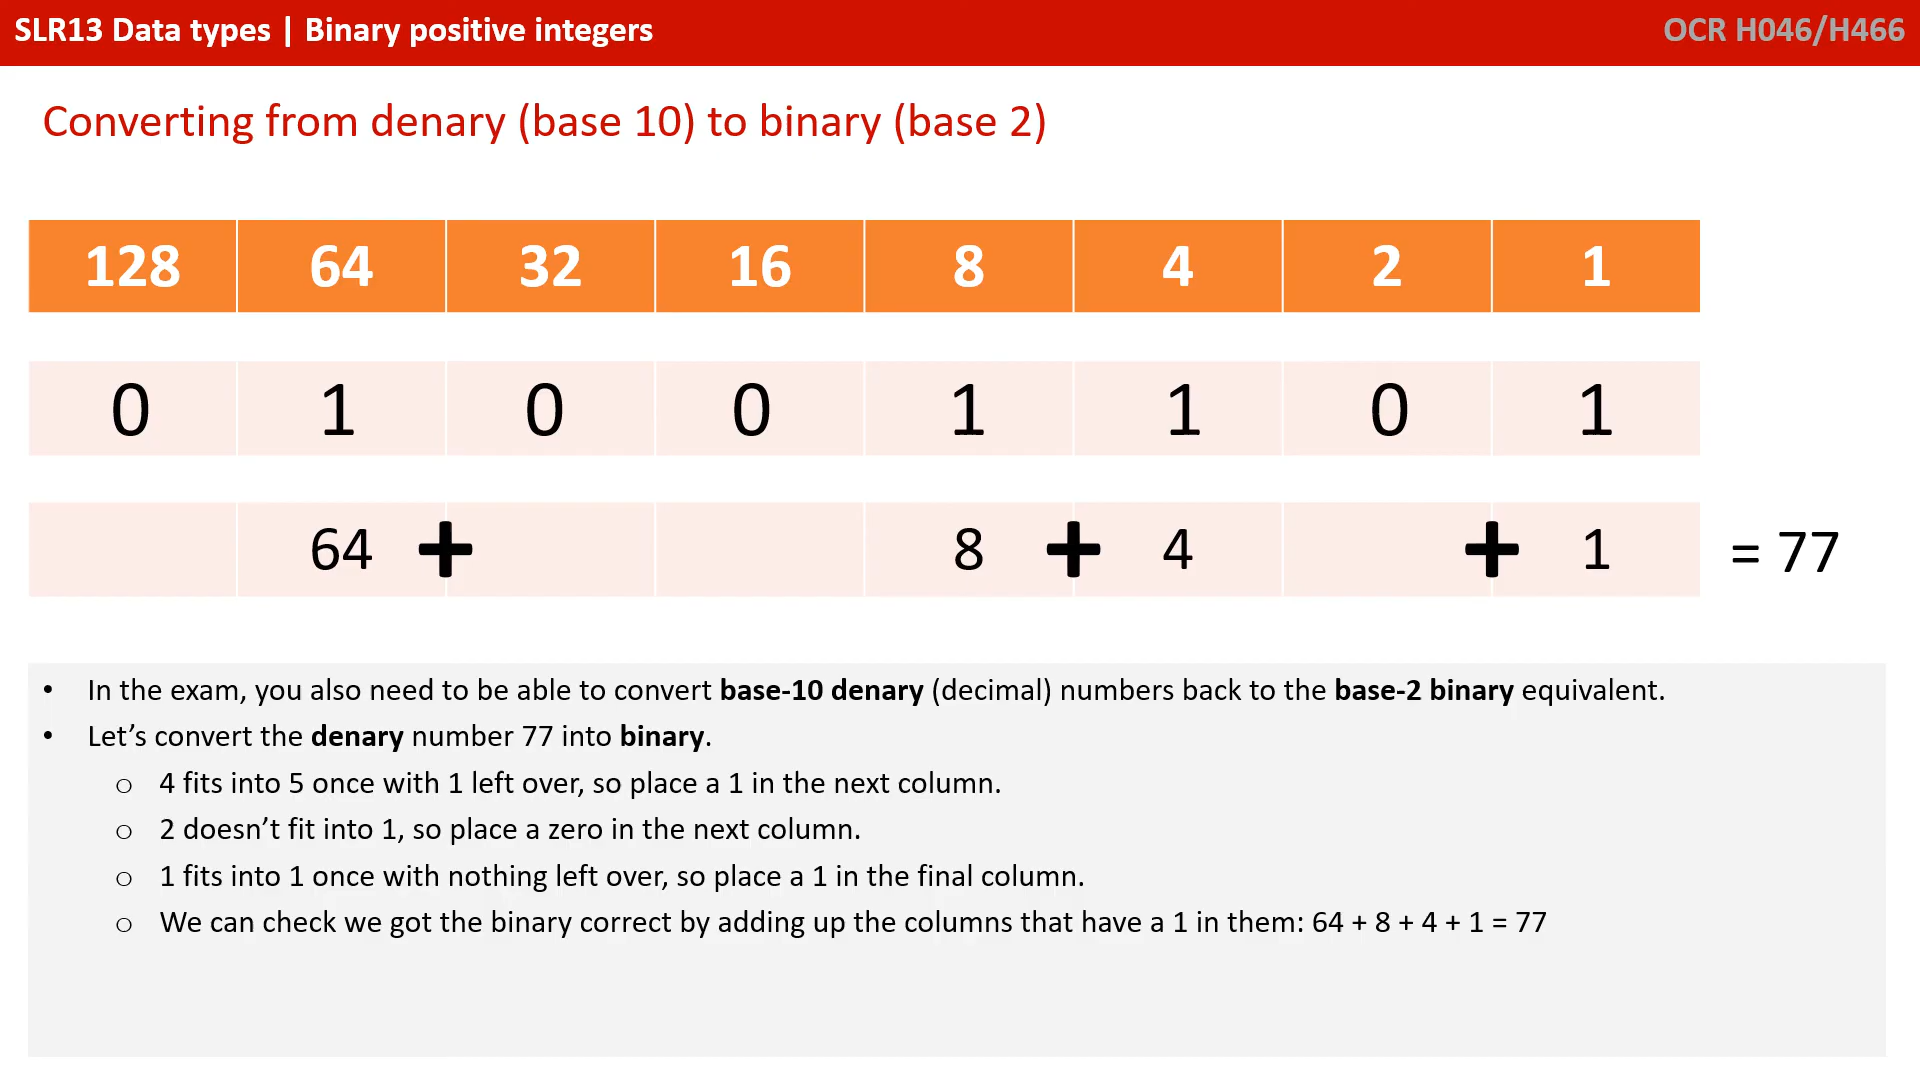 SLR13 Data types | Binary positive integers
OCR H046/H466
Converting from denary (base 10) to binary (base 2)
128 64 32 16 8 4 2 1
0 1 0 0 1 1 0 1
64 + 8 + 4 + 1 = 77
• In the exam, you also need to be able to convert base-10 denary (decimal) numbers back to the base-2 binary equivalent.
• Let’s convert the denary number 77 into binary.
o 4 fits into 5 once with 1 left over, so place a 1 in the next column.
o 2 doesn’t fit into 1, so place a zero in the next column.
o 1 fits into 1 once with nothing left over, so place a 1 in the final column.
o We can check we got the binary correct by adding up the columns that have a 1 in them: 64 + 8 + 4 + 1 = 77